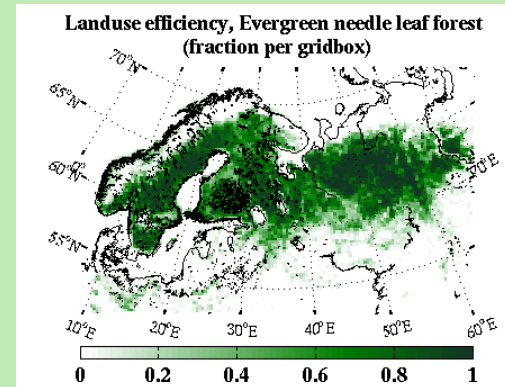 Landuse efficiency, Evergreen needle leaf forest
(fraction per gridbox)
70°N
65°N
60°N
55°N
70°E
10°E 20°E 30°E 40°E 50°E 60°E
0 0.2 0.4 0.6 0.8 1